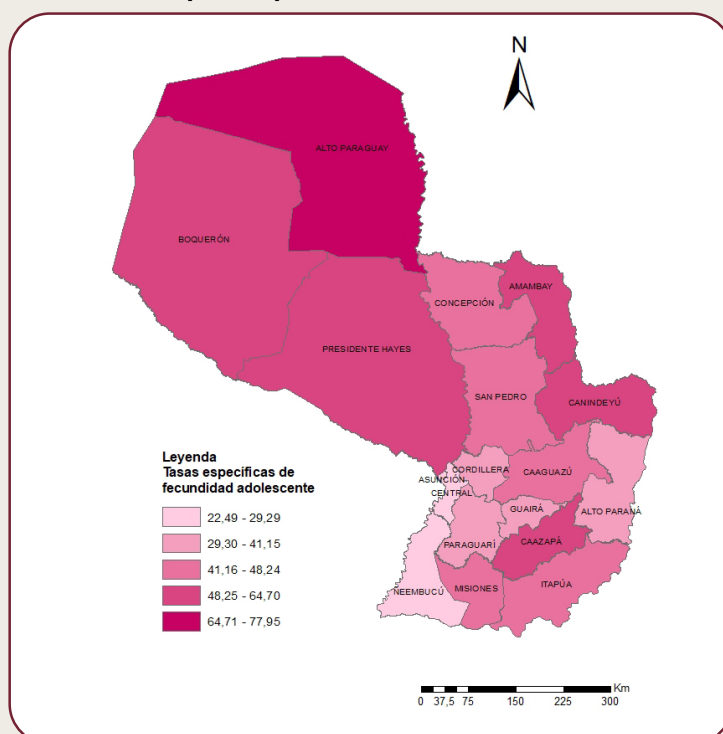 N
ALTO PARAGUAY
BOQUERÓN
AMAMBAY
CONCEPCIÓN
PRESIDENTE HAYES
SAN PEDRO
CANINDEYÚ
Leyenda
Tasas específicas de
fecundidad adolescente
22,49 - 29,29
29,30 - 41,15
41,16 - 48,24
48,25 - 64,70
64,71 - 77,95
CORDILLERA
CAAGUAZÚ
ASUNCIÓN
CENTRAL
GUAIRÁ
ALTO PARANÁ
PARAGUARÍ
CAAZAPÁ
ÑEEMBUCÚ
MISIONES
ITAPÚA
Km
0 37,5 75 150 225 300